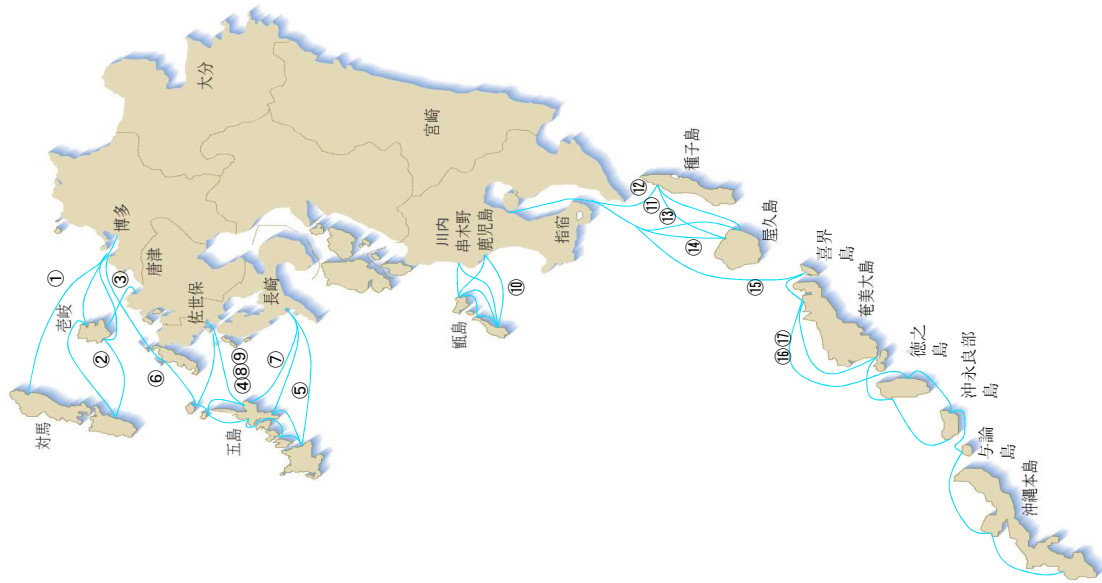 大分
宮崎
博多
唐津
佐世保
長崎
川内
串木野
鹿児島
指宿
壱岐
対馬
五島
甑島
種子島
屋久島
喜界
島
奄美大島
徳之
島
沖永良部
島
与論
島
沖縄本島
①
②
③
⑥
④⑧⑨
⑦
⑤
⑩
⑫
⑪
⑬
⑭
⑮
⑯⑰